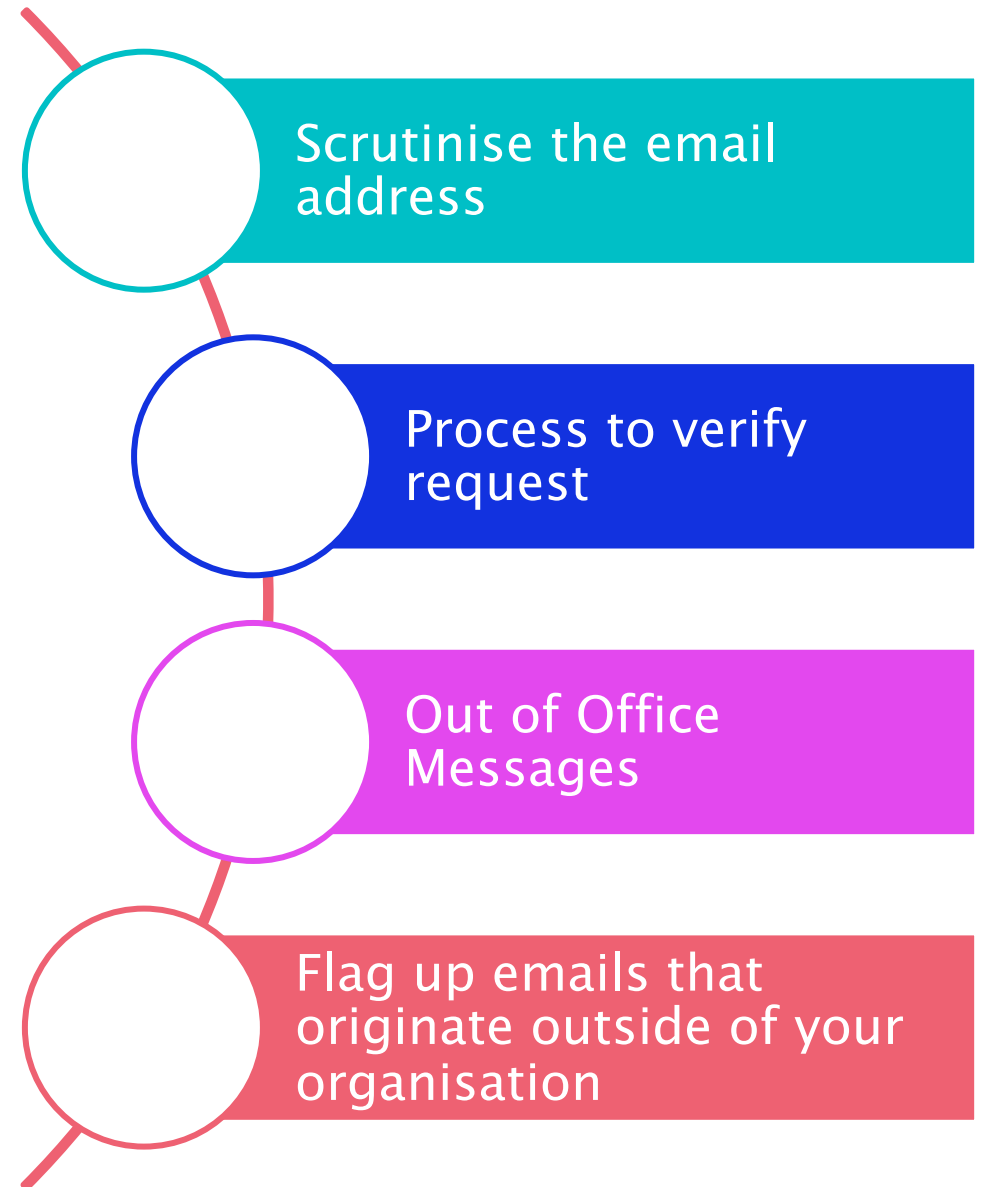 Scrutinise the email
address
Process to verify
request
Out of Office
Messages
Flag up emails that
originate outside of your
organisation